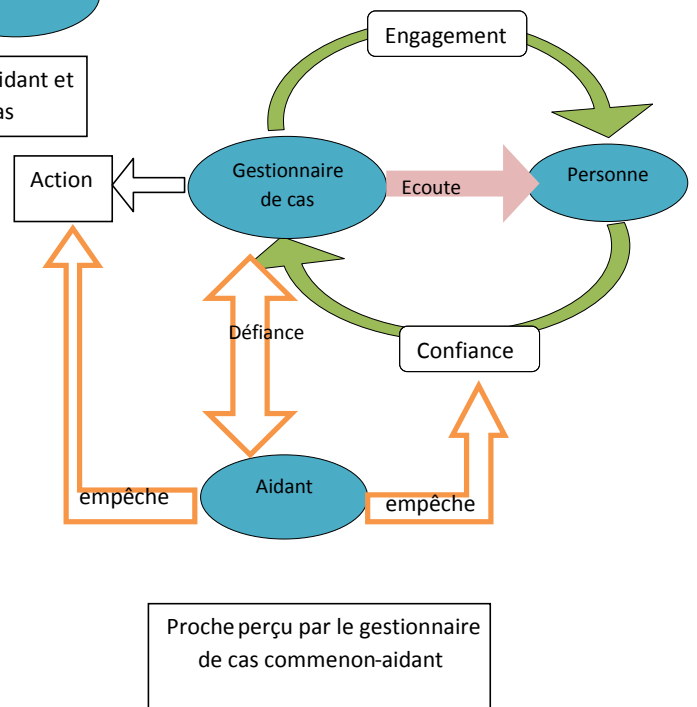 Engagement
idant et
as
Action
Gestionnaire
de cas
Ecoute
Personne
Défiance
Confiance
Aidant
empêche
empêche
Proche perçu par le gestionnaire
de cas commenon-aidant